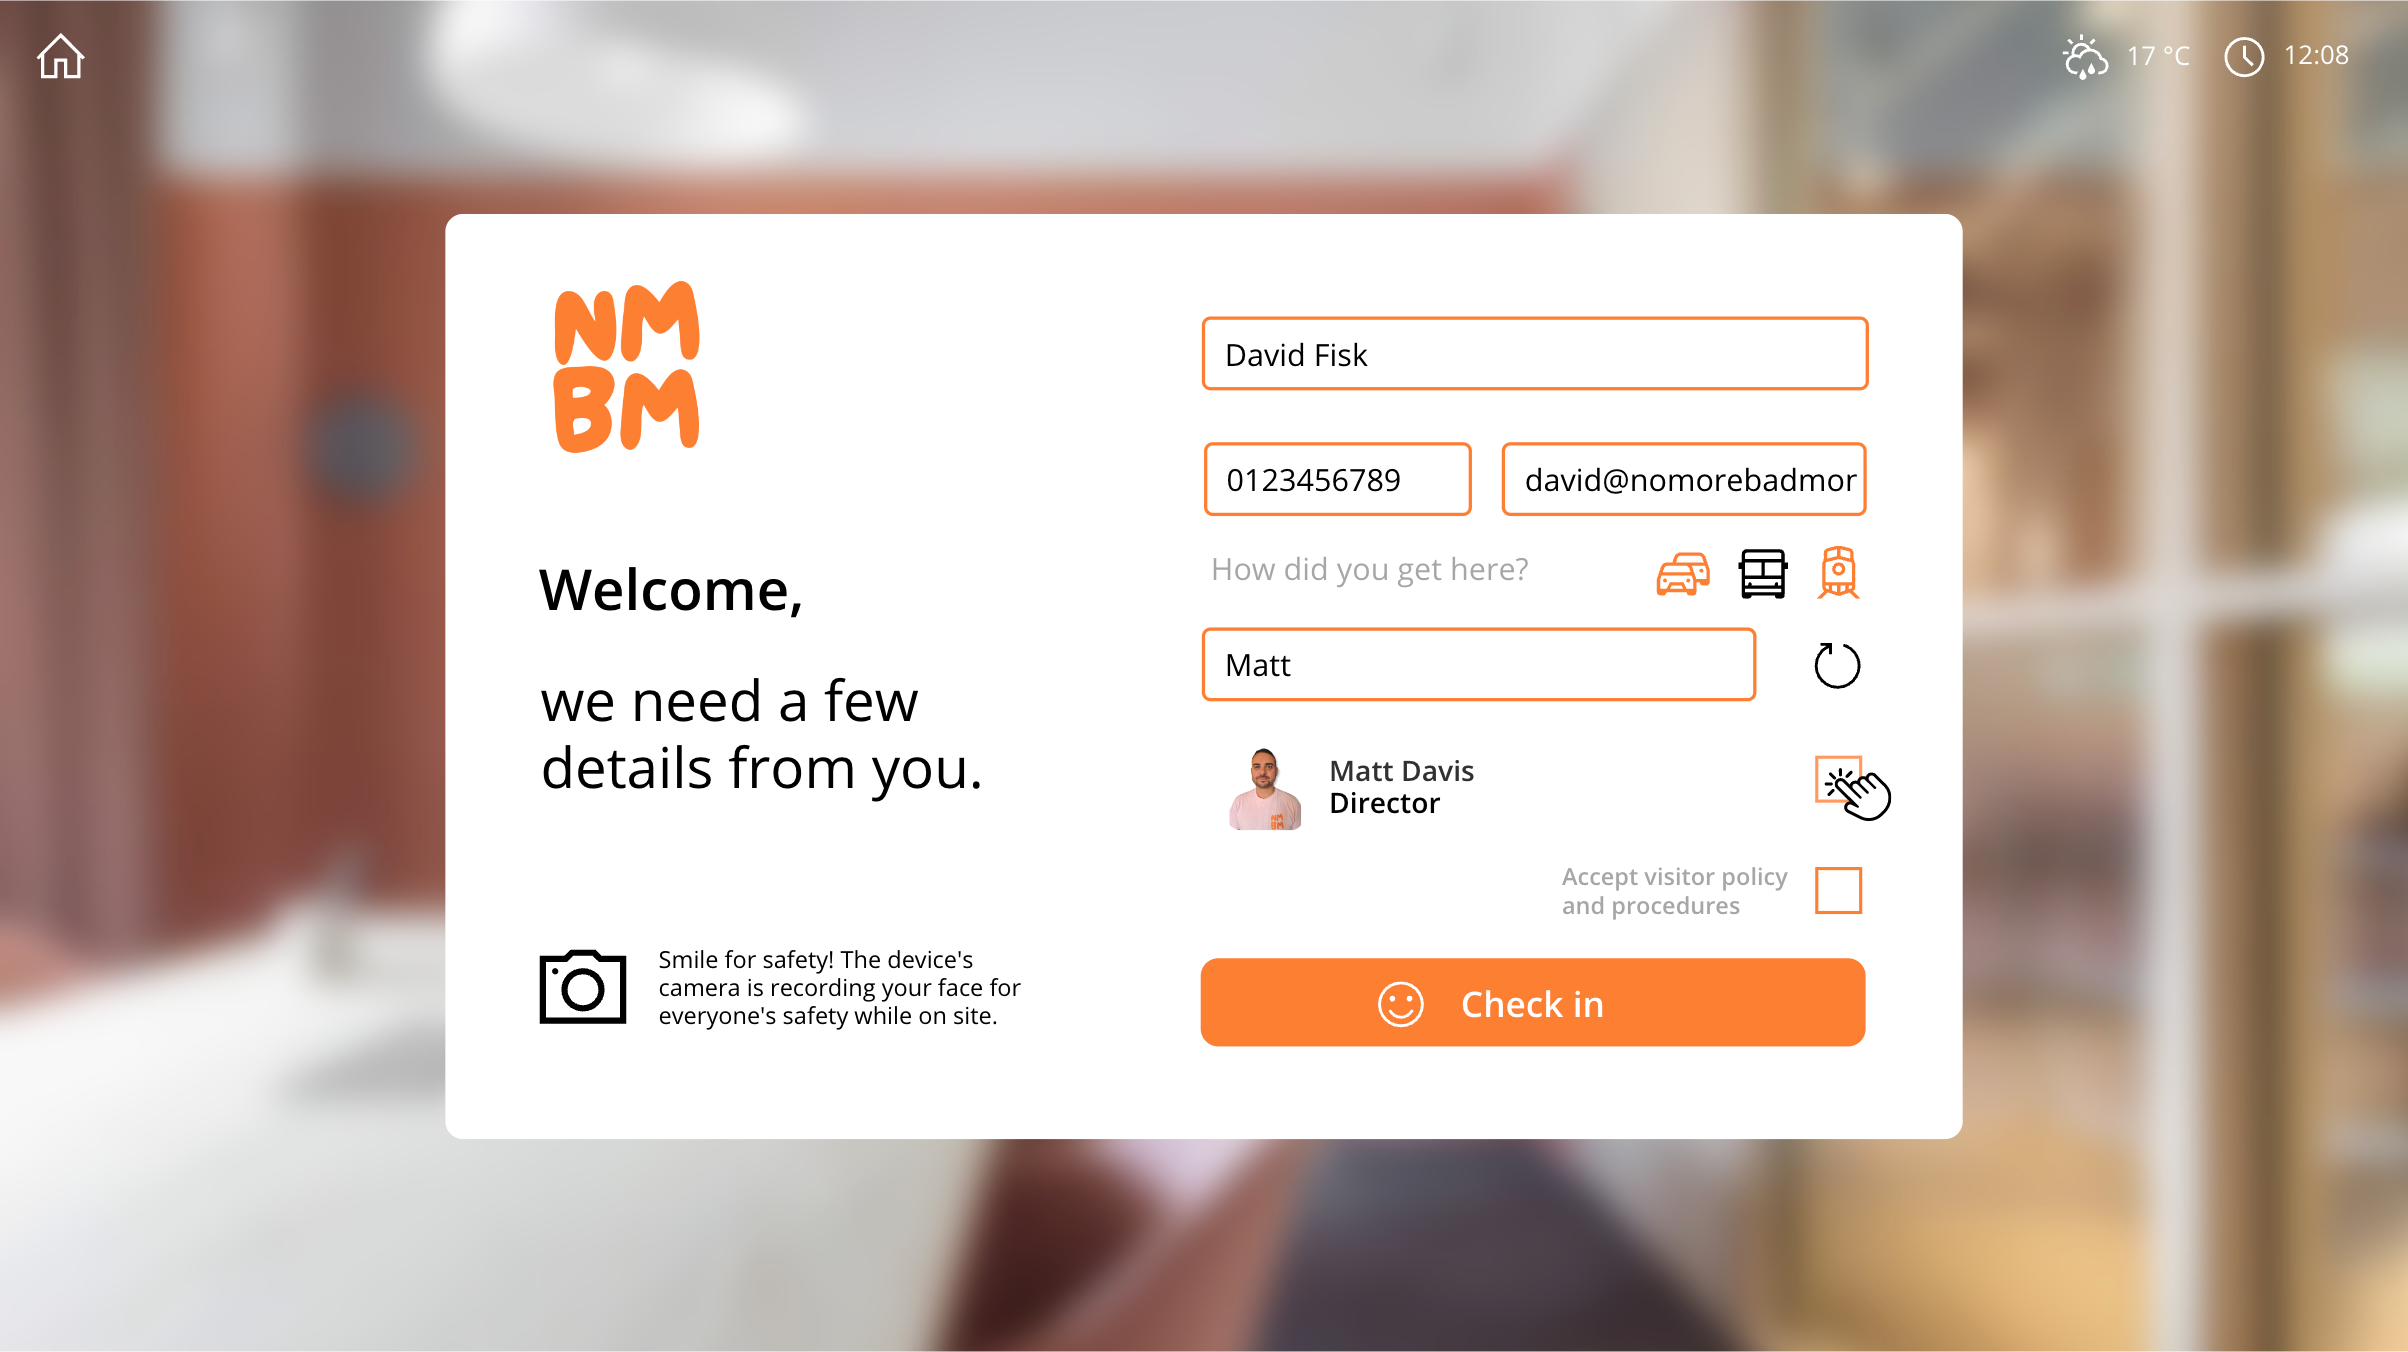 17 °C
12:08
NM
BM
David Fisk
0123456789
david@nomorebadmor
How did you get here?
Welcome,
Matt
we need a few
details from you.
Matt Davis
Director
NM
BM
Accept visitor policy
and procedures
Smile for safety! The device's
camera is recording your face for
everyone's safety while on site.
Check in